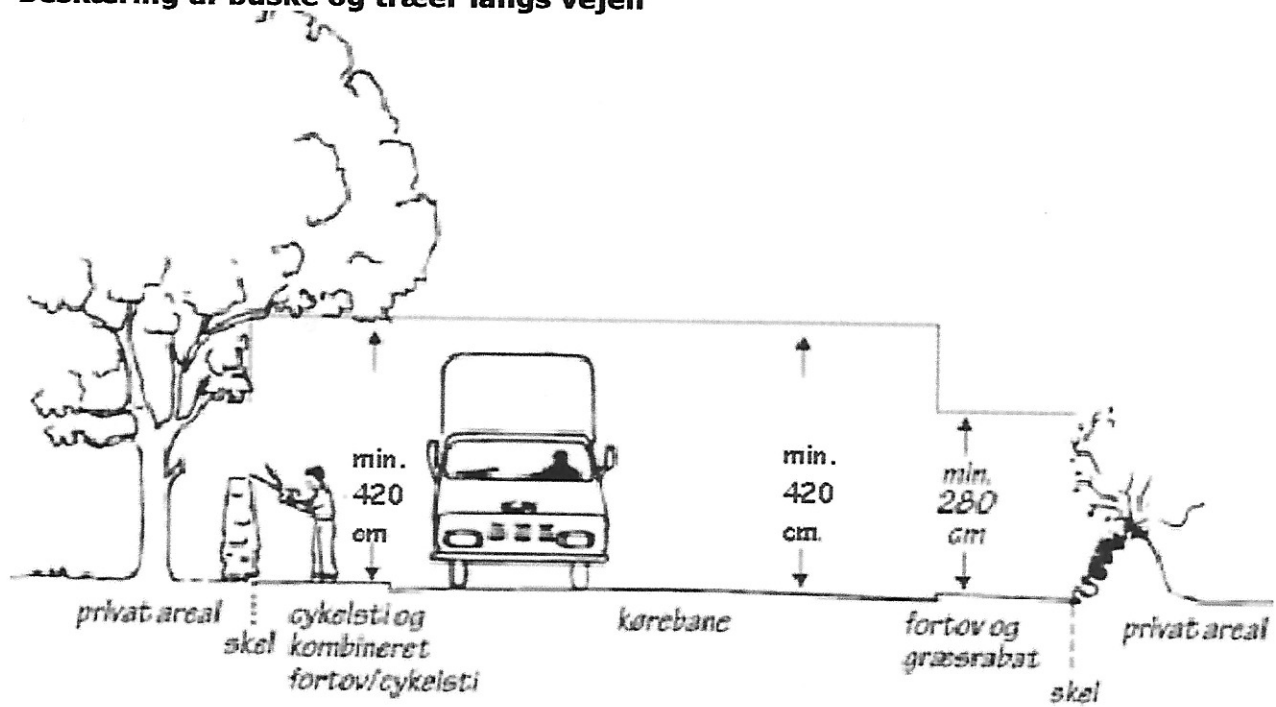 Beskæring af buske og træer langs vejen
min.
420
cm
min.
420
cm.
min.
280
cm
privat areal
skel
cykelsti og
kombineret
fortov/cykelsti
kørebane
fortov og
græsrabat
skel
privat areal